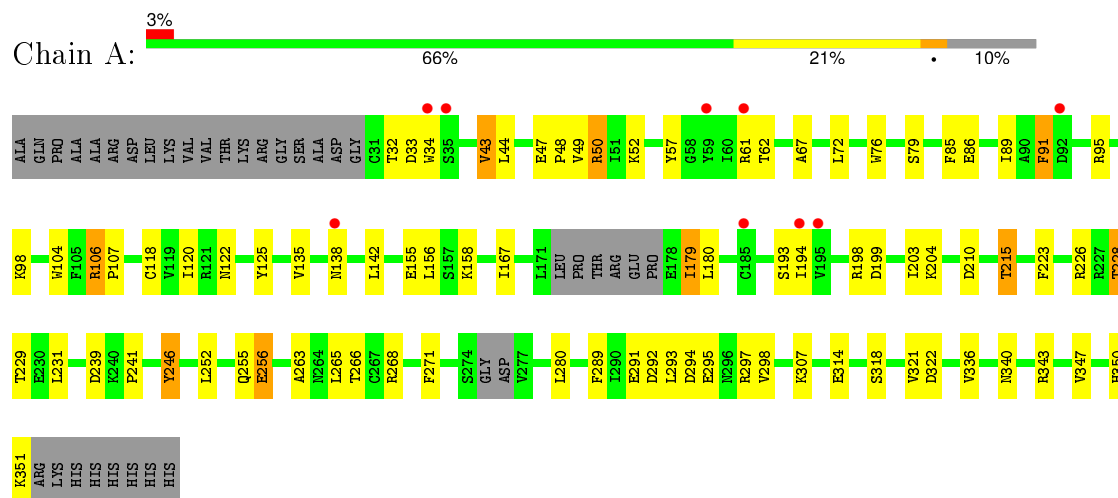 3%
Chain A:
66% 21% • 10%
ALA GLN PRO ALA ALA ARG ASP LEU LYS VAL VAL THR LYS ARG GLY SER ALA ASP GLY C31 T32 D33 W34 S35 V43 L44 E47 P48 V49 R50 I51 K52 Y57 G58 Y59 I60 R61 T62 A67 L72 W76 S79 F85 E86 I89 A90 F91 D92 R95
K98 W104 F105 R106 P107 C118 V119 I120 R121 N122 Y125 V135 N138 L142 E155 L156 S157 K158 I167 L171 LEU PRO THR ARG GLU PRO E178 I179 L180 C185 S193 I194 V195 R198 D199 I203 K204 D210 T215 F223 R226 R227 T228
T229 E230 L231 D239 K240 P241 Y246 L252 Q255 E256 A263 N264 L265 T266 C267 R268 F271 S274 GLY ASP V277 L280 F289 I290 E291 D292 L293 D294 E295 N296 R297 V298 K307 E314 S318 V321 D322 V336 N340 R343 V347 H350
K351 ARG LYS HIS HIS HIS HIS HIS HIS